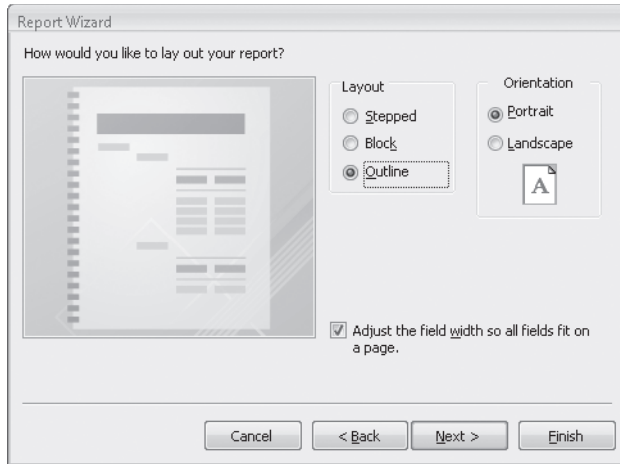 Report Wizard
How would you like to lay out your report?
Layout
Stepped
Block
Outline
Orientation
Portrait
Landscape
A
Adjust the field width so all fields fit on
a page.
Cancel
< Back
Next >
Finish